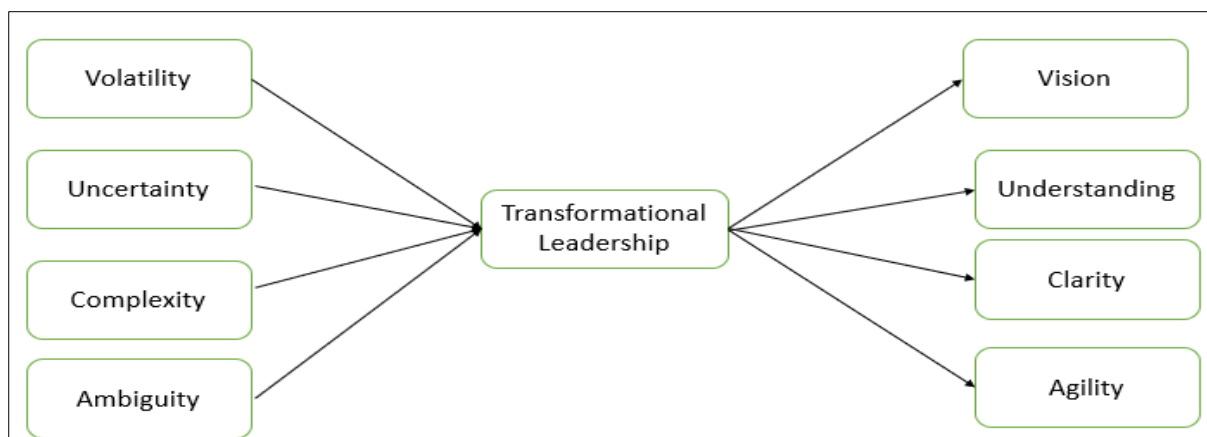 Volatility
Uncertainty
Complexity
Ambiguity
Transformational
Leadership
Vision
Understanding
Clarity
Agility